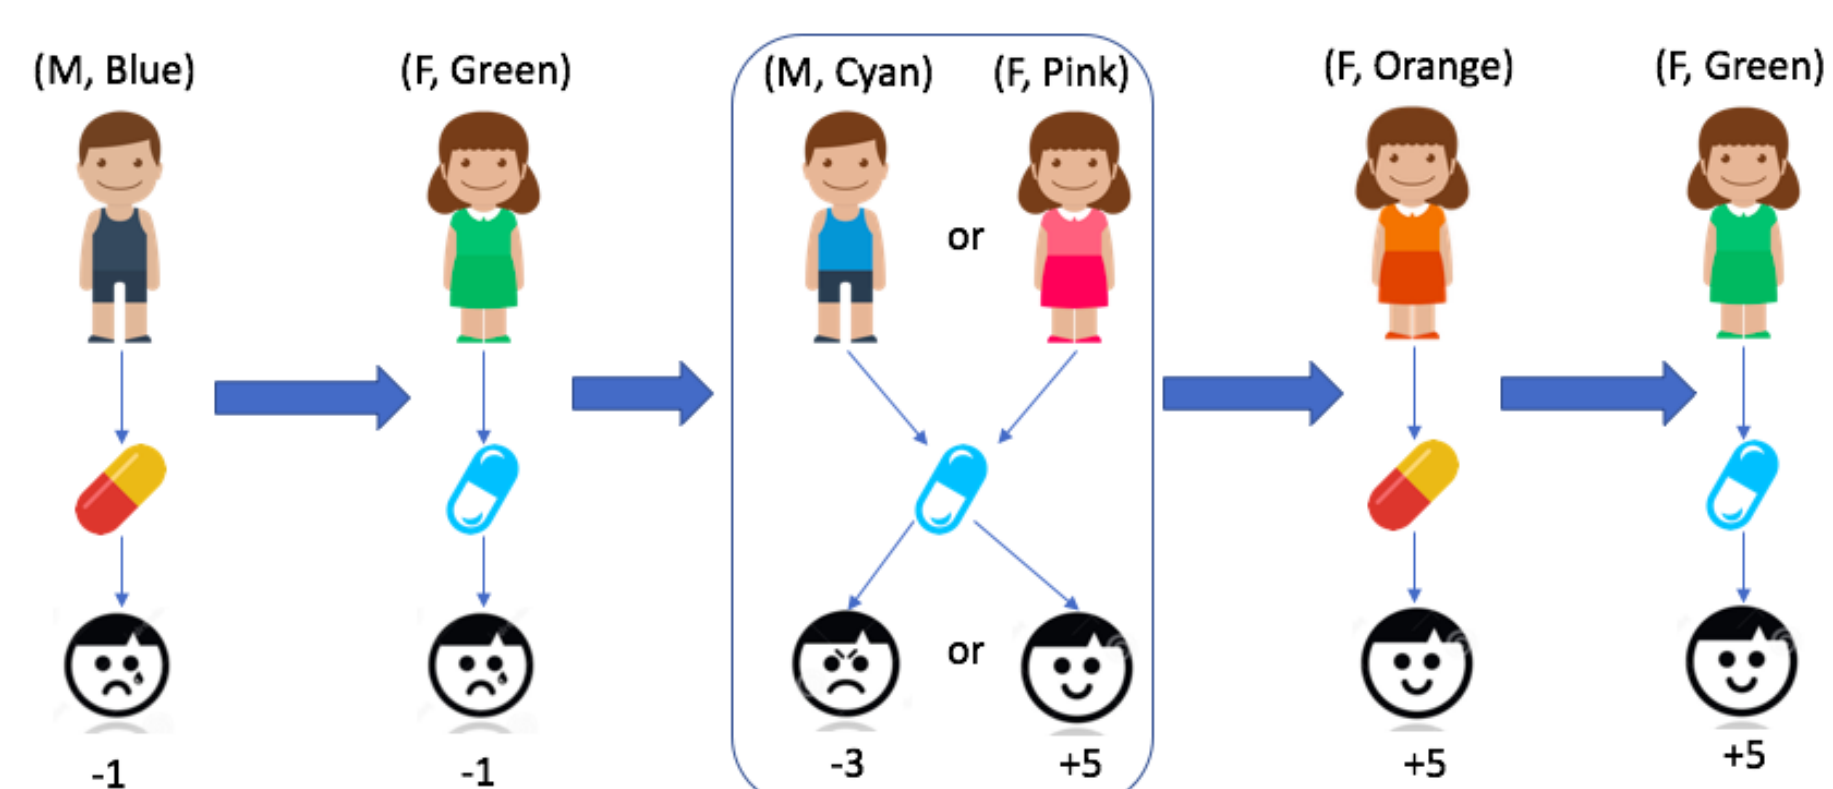 (M, Blue)
(F, Green)
(M, Cyan)
(F, Pink)
(F, Orange)
(F, Green)
or
or
-1
-1
-3
+5
+5
+5